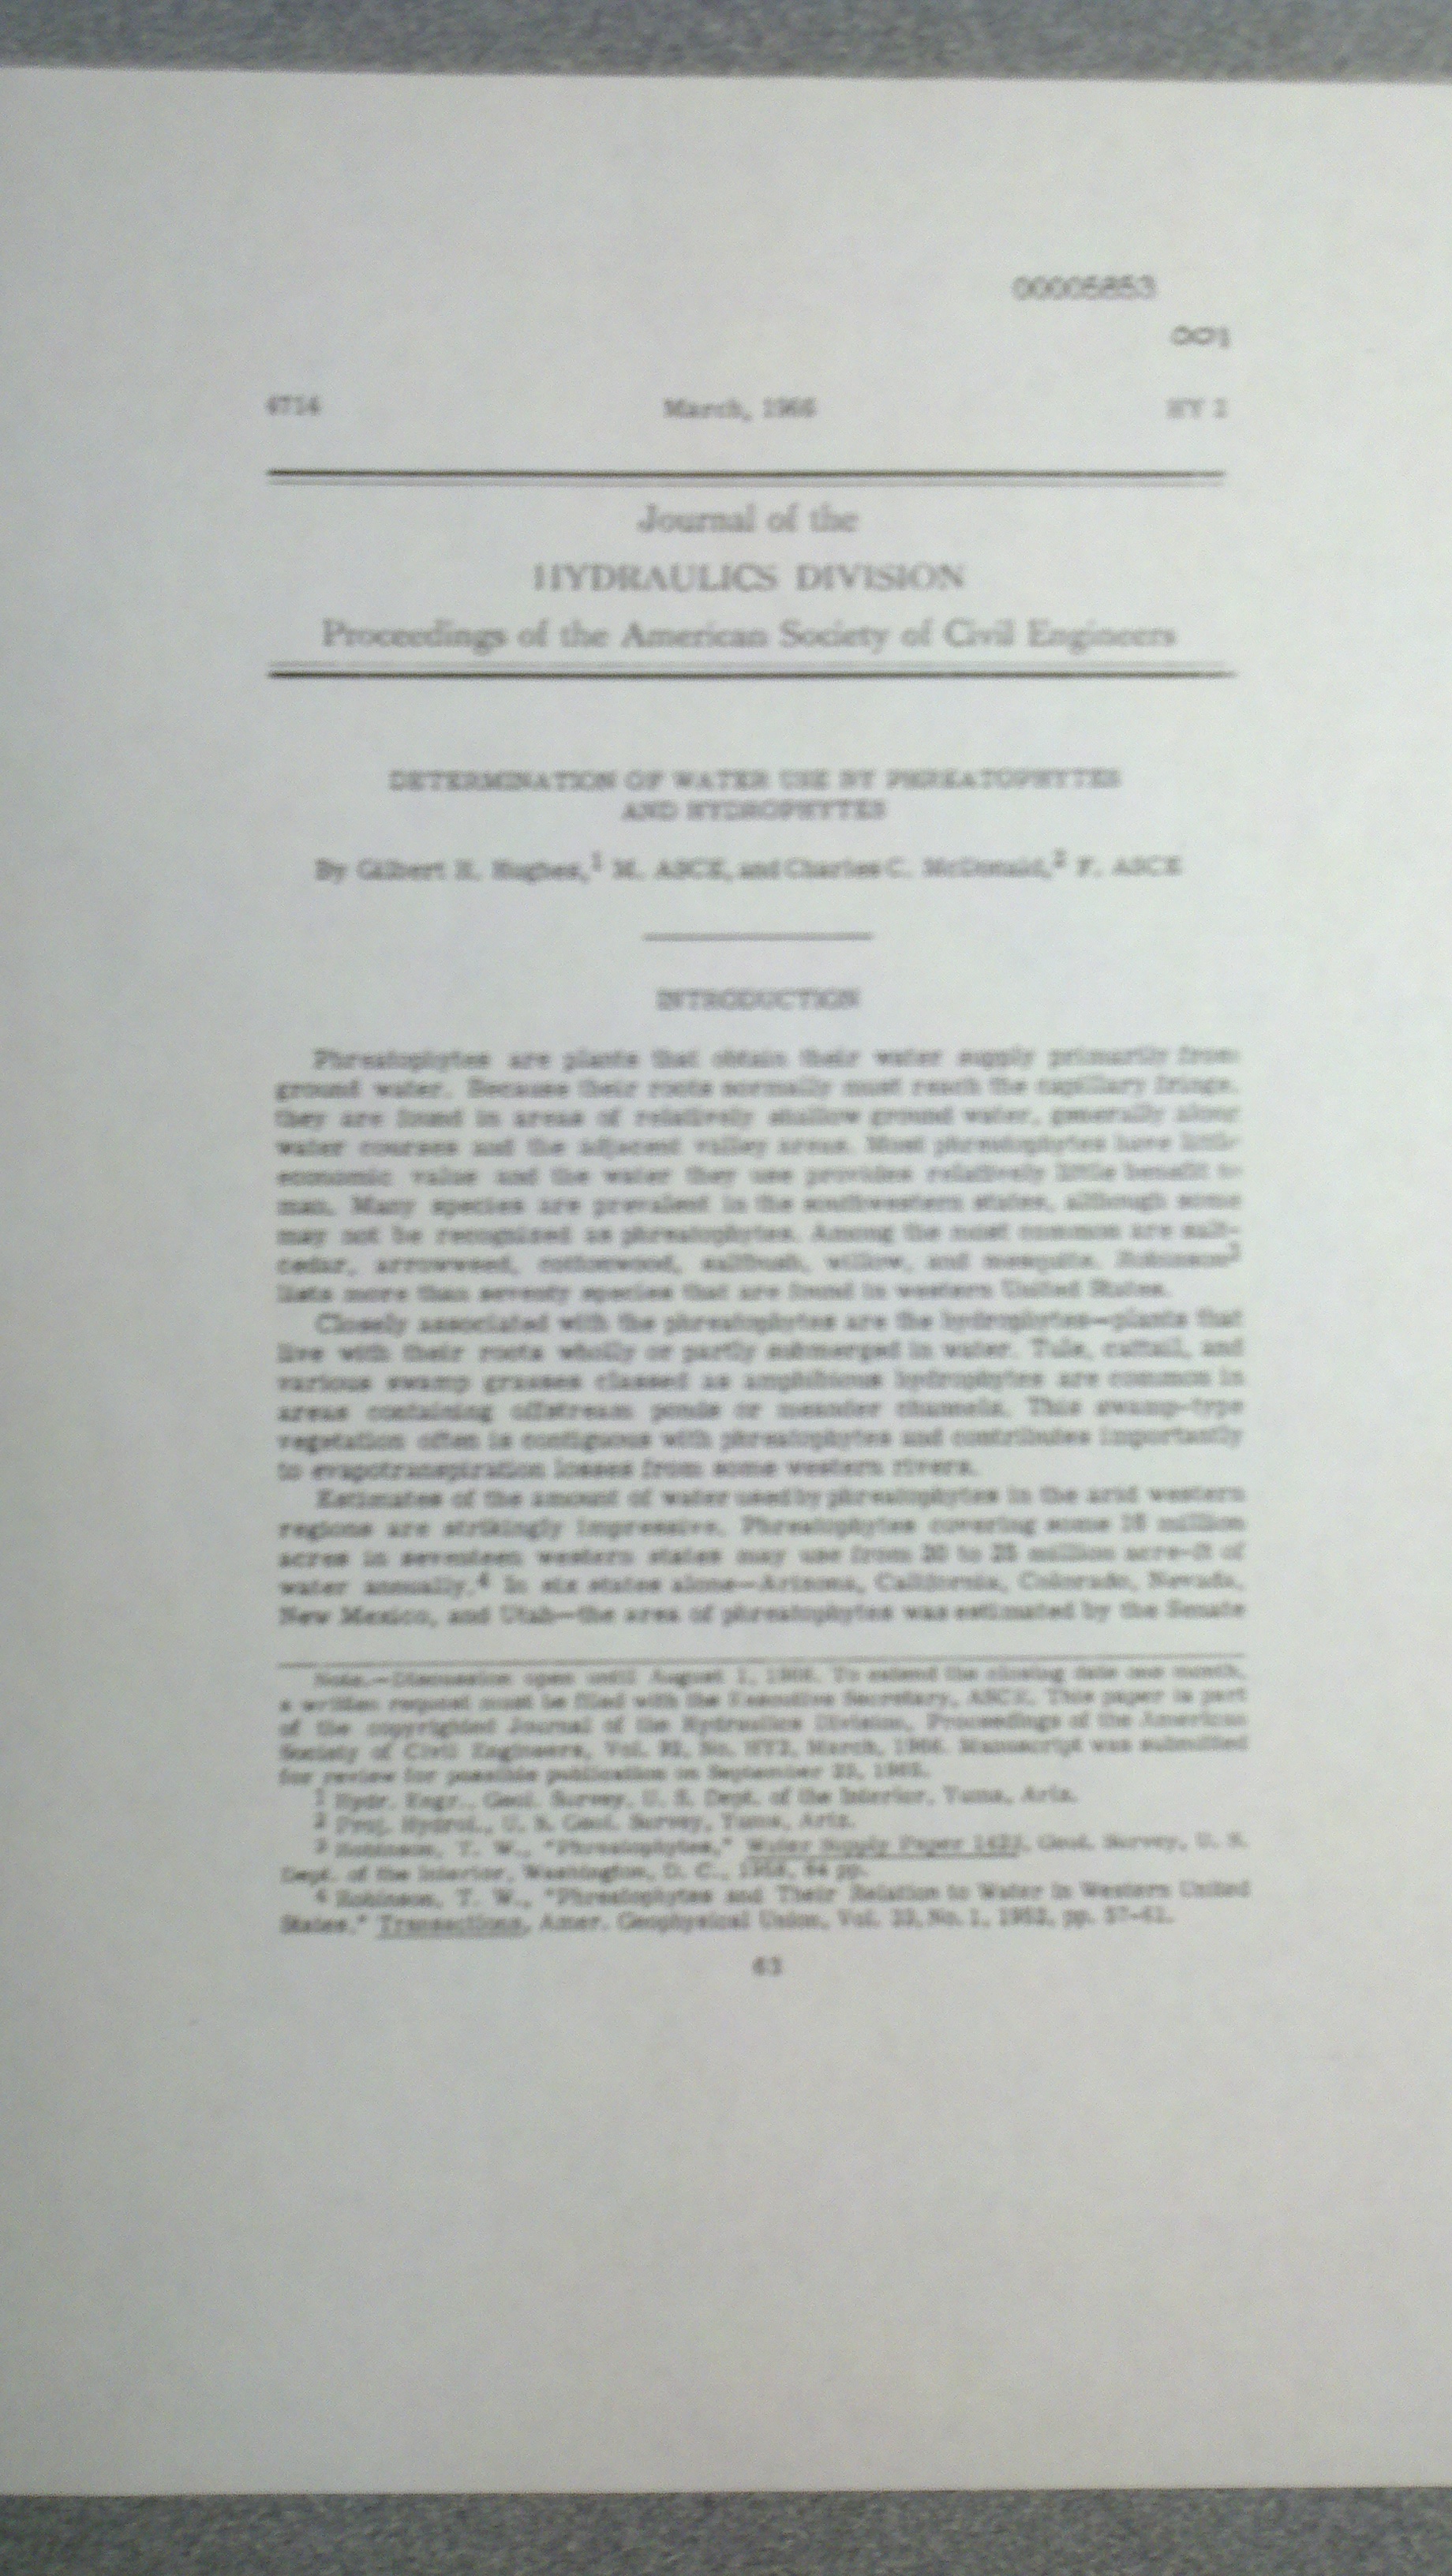 00005853
001
4714 March, 1966 HY 2
Journal of the
HYDRAULICS DIVISION
Proceedings of the American Society of Civil Engineers
DETERMINATION OF WATER USE BY PHREATOPHYTES
AND HYDROPHYTES
By Gilbert H. Hughes,1 M. ASCE, and Charles C. McDonald,2 F. ASCE
INTRODUCTION
Phreatophytes are plants that obtain their water supply primarily from
ground water. Because their roots normally must reach the capillary fringe,
they are found in areas of relatively shallow ground water, generally along
water courses and the adjacent valley areas. Most phreatophytes have little
economic value and the water they use provides relatively little benefit to
man. Many species are prevalent in the southwestern states, although some
may not be recognized as phreatophytes. Among the most common are salt-
cedar, arrowweed, cottonwood, saltbush, willow, and mesquite. Robinson3
lists more than seventy species that are found in western United States.
Closely associated with the phreatophytes are the hydrophytes—plants that
live with their roots wholly or partly submerged in water. Tule, cattail, and
various swamp grasses classed as amphibious hydrophytes are common in
areas containing offstream ponds or meander channels. This swamp-type
vegetation often is contiguous with phreatophytes and contributes importantly
to evapotranspiration losses from some western rivers.
Estimates of the amount of water used by phreatophytes in the arid western
regions are strikingly impressive. Phreatophytes covering some 16 million
acres in seventeen western states may use from 20 to 25 million acre-ft of
water annually.4 In six states alone—Arizona, California, Colorado, Nevada,
New Mexico, and Utah—the area of phreatophytes was estimated by the Senate
Note.—Discussion open until August 1, 1966. To extend the closing date one month,
a written request must be filed with the Executive Secretary, ASCE. This paper is part
of the copyrighted Journal of the Hydraulics Division, Proceedings of the American
Society of Civil Engineers, Vol. 92, No. HY2, March, 1966. Manuscript was submitted
for review for possible publication on September 23, 1965.
1 Hydr. Engr., Geol. Survey, U. S. Dept. of the Interior, Yuma, Ariz.
2 Proj. Hydrol., U. S. Geol. Survey, Yuma, Ariz.
3 Robinson, T. W., "Phreatophytes," Water Supply Paper 1423, Geol. Survey, U. S.
Dept. of the Interior, Washington, D. C., 1958, 84 pp.
4 Robinson, T. W., "Phreatophytes and Their Relation to Water in Western United
States," Transactions, Amer. Geophysical Union, Vol. 33, No. 1, 1952, pp. 57-61.
63